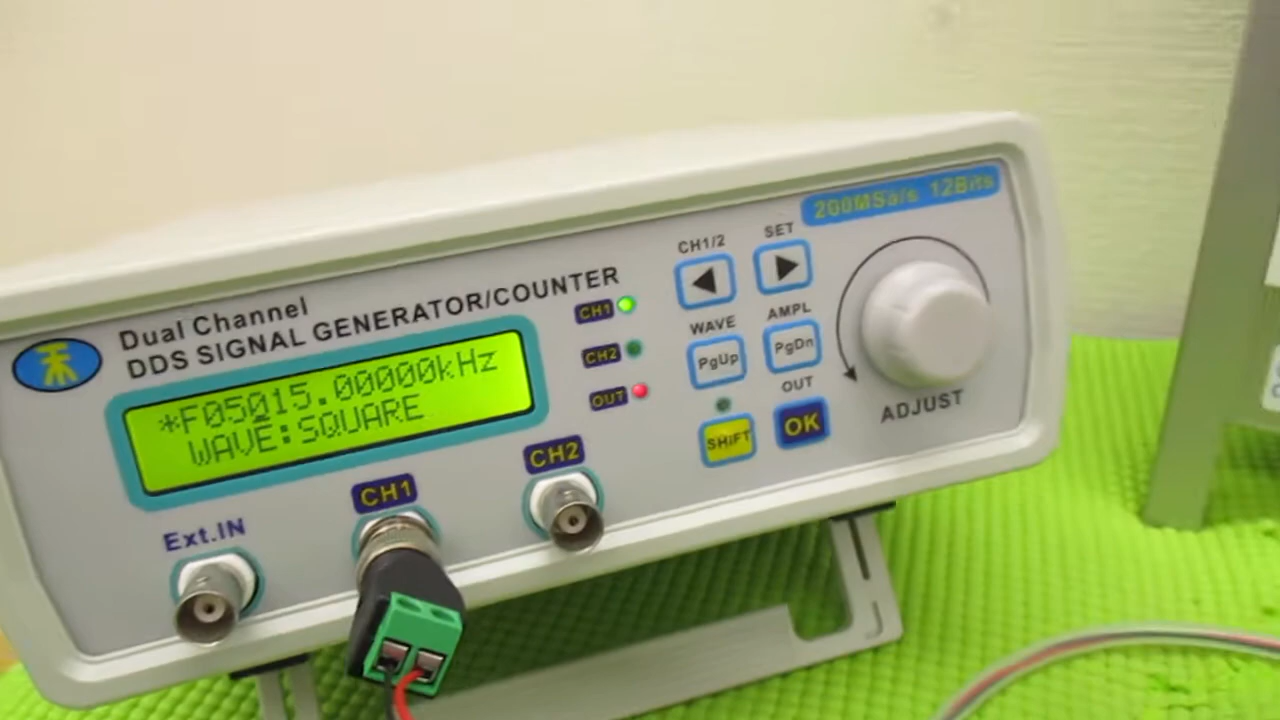 200MSa/s 12Bits
Dual Channel
DDS SIGNAL GENERATOR/COUNTER
*F05015.00000kHz
WAVE:SQUARE
CH1
CH2
OUT
CH1/2
SET
WAVE
AMPL
PgUp
PgDn
OUT
SHIFT
OK
ADJUST
Ext.IN
CH1
CH2